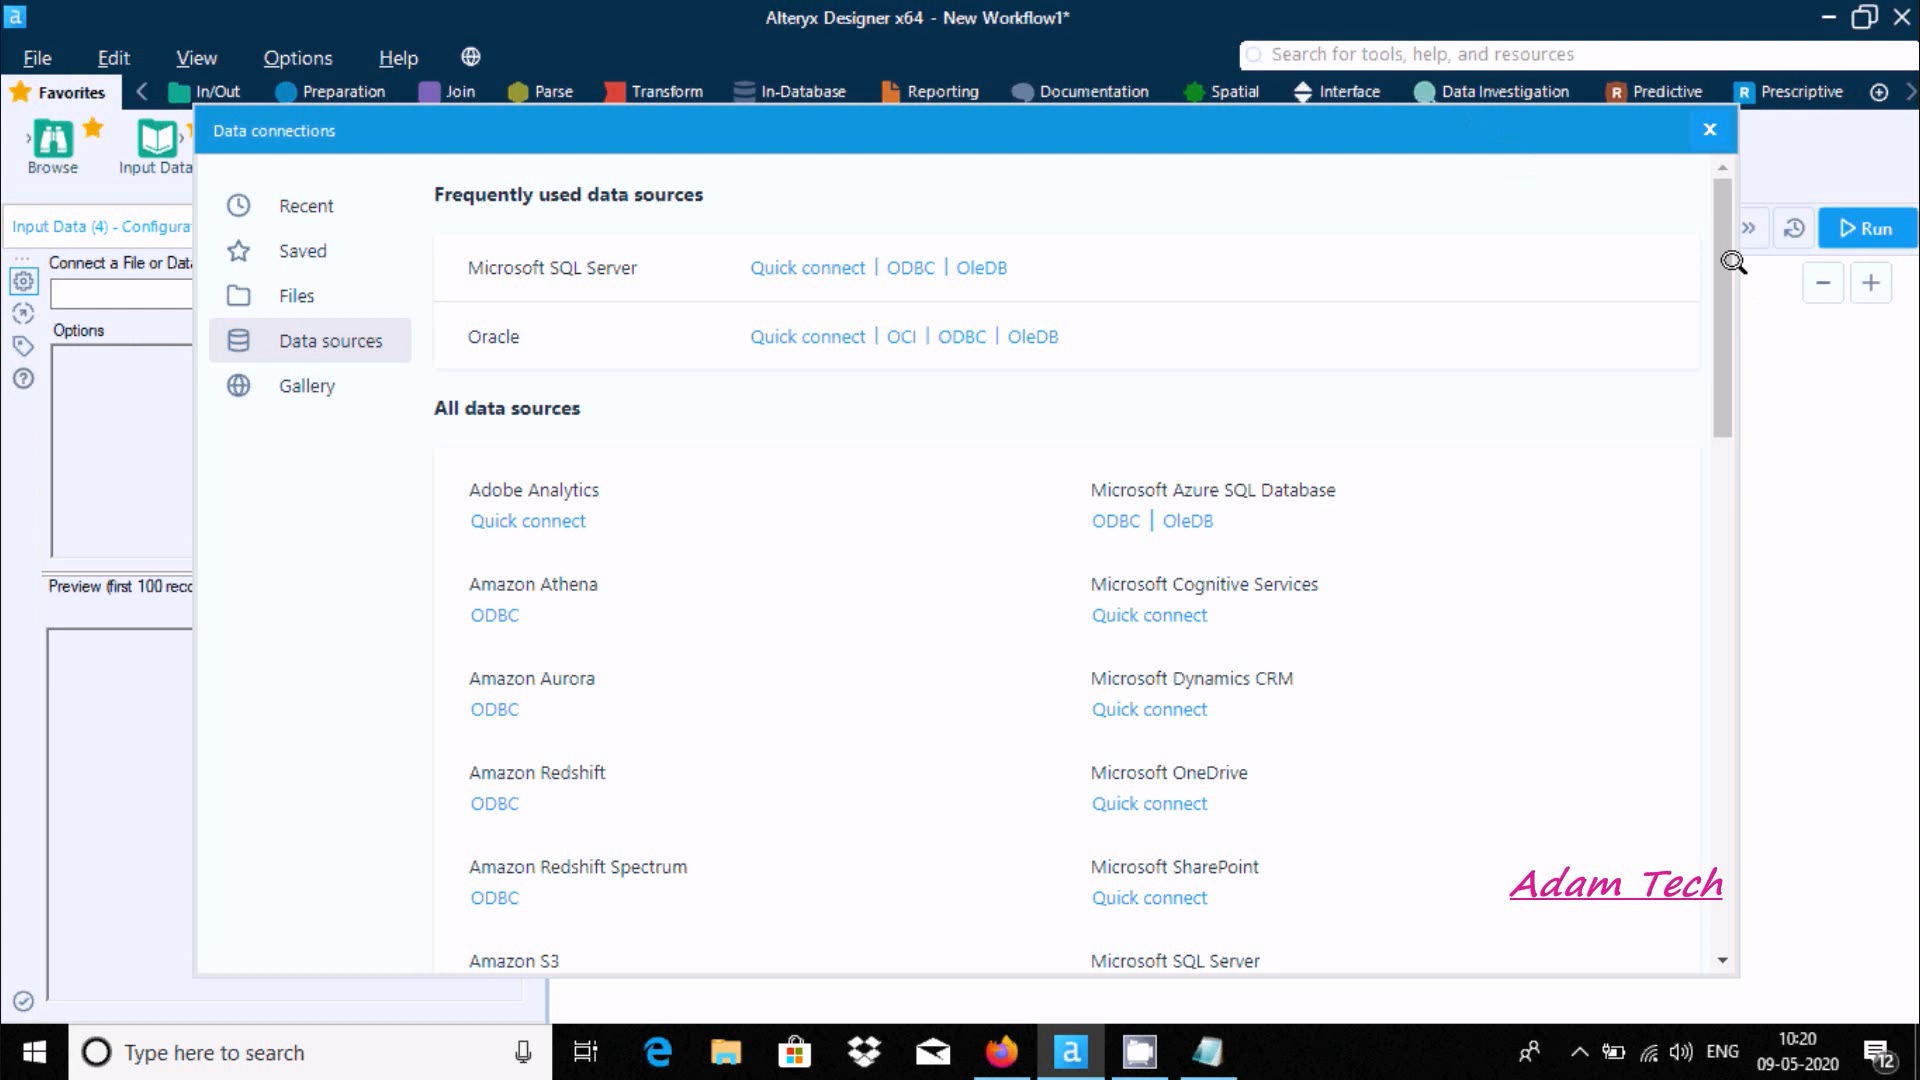 a
Alteryx Designer x64 - New Workflow1*
File Edit View Options Help
Search for tools, help, and resources
Favorites In/Out Preparation Join Parse Transform In-Database Reporting Documentation Spatial Interface Data Investigation R Predictive R Prescriptive
Browse
Input Data
Data connections
Input Data (4) - Configurat
Run
Connect a File or Data
Options
Preview (first 100 reco
Recent
Saved
Files
Data sources
Gallery
Frequently used data sources
Microsoft SQL Server Quick connect | ODBC | OleDB
Oracle Quick connect | OCI | ODBC | OleDB
All data sources
Adobe Analytics
Quick connect
Microsoft Azure SQL Database
ODBC | OleDB
Amazon Athena
ODBC
Microsoft Cognitive Services
Quick connect
Amazon Aurora
ODBC
Microsoft Dynamics CRM
Quick connect
Amazon Redshift
ODBC
Microsoft OneDrive
Quick connect
Amazon Redshift Spectrum
ODBC
Microsoft SharePoint
Quick connect
Amazon S3
Microsoft SQL Server
Adam Tech
Type here to search
a
ENG
10:20
09-05-2020
12